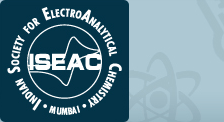 INDIAN SOCIETY FOR ELECTROANALYTICAL CHEMISTRY
ISEAC
• MUMBAI •